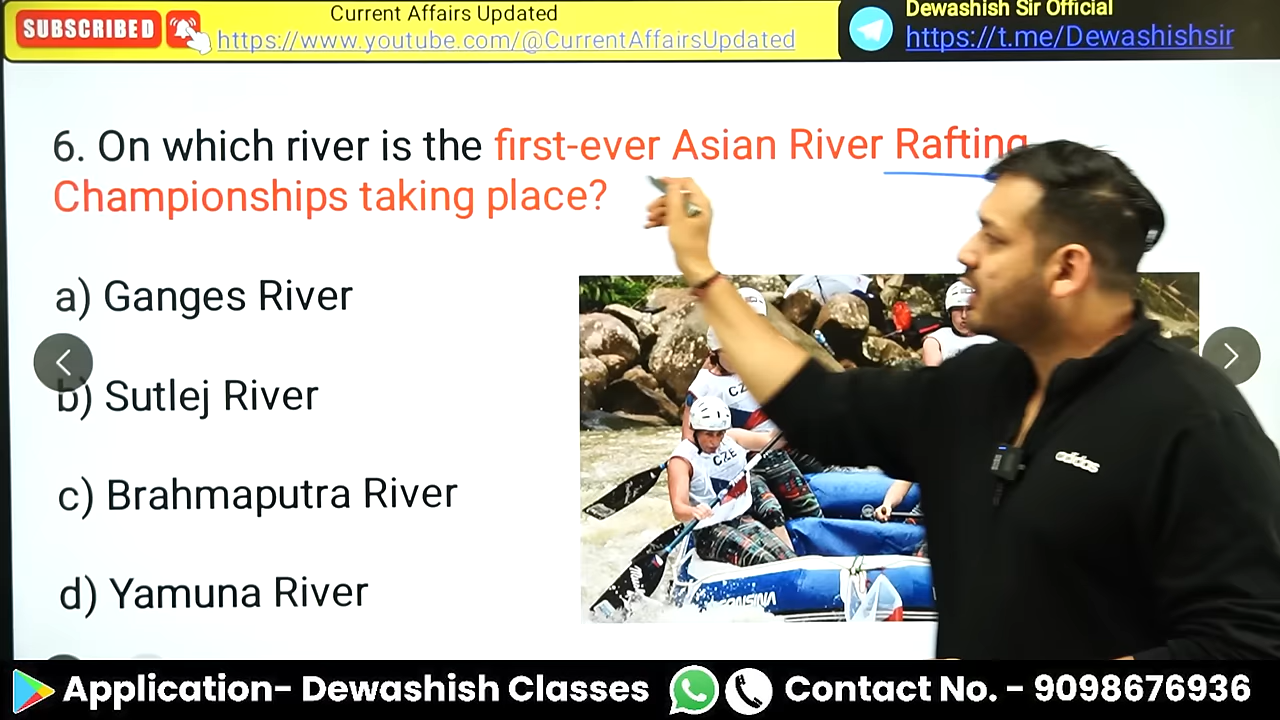 SUBSCRIBED
Current Affairs Updated
https://www.youtube.com/@CurrentAffairsUpdated
Dewashish Sir Official
https://t.me/Dewashishsir
6. On which river is the first-ever Asian River Rafting
Championships taking place?
a) Ganges River
b) Sutlej River
c) Brahmaputra River
d) Yamuna River
CZE
adidas
Application- Dewashish Classes
Contact No. - 9098676936